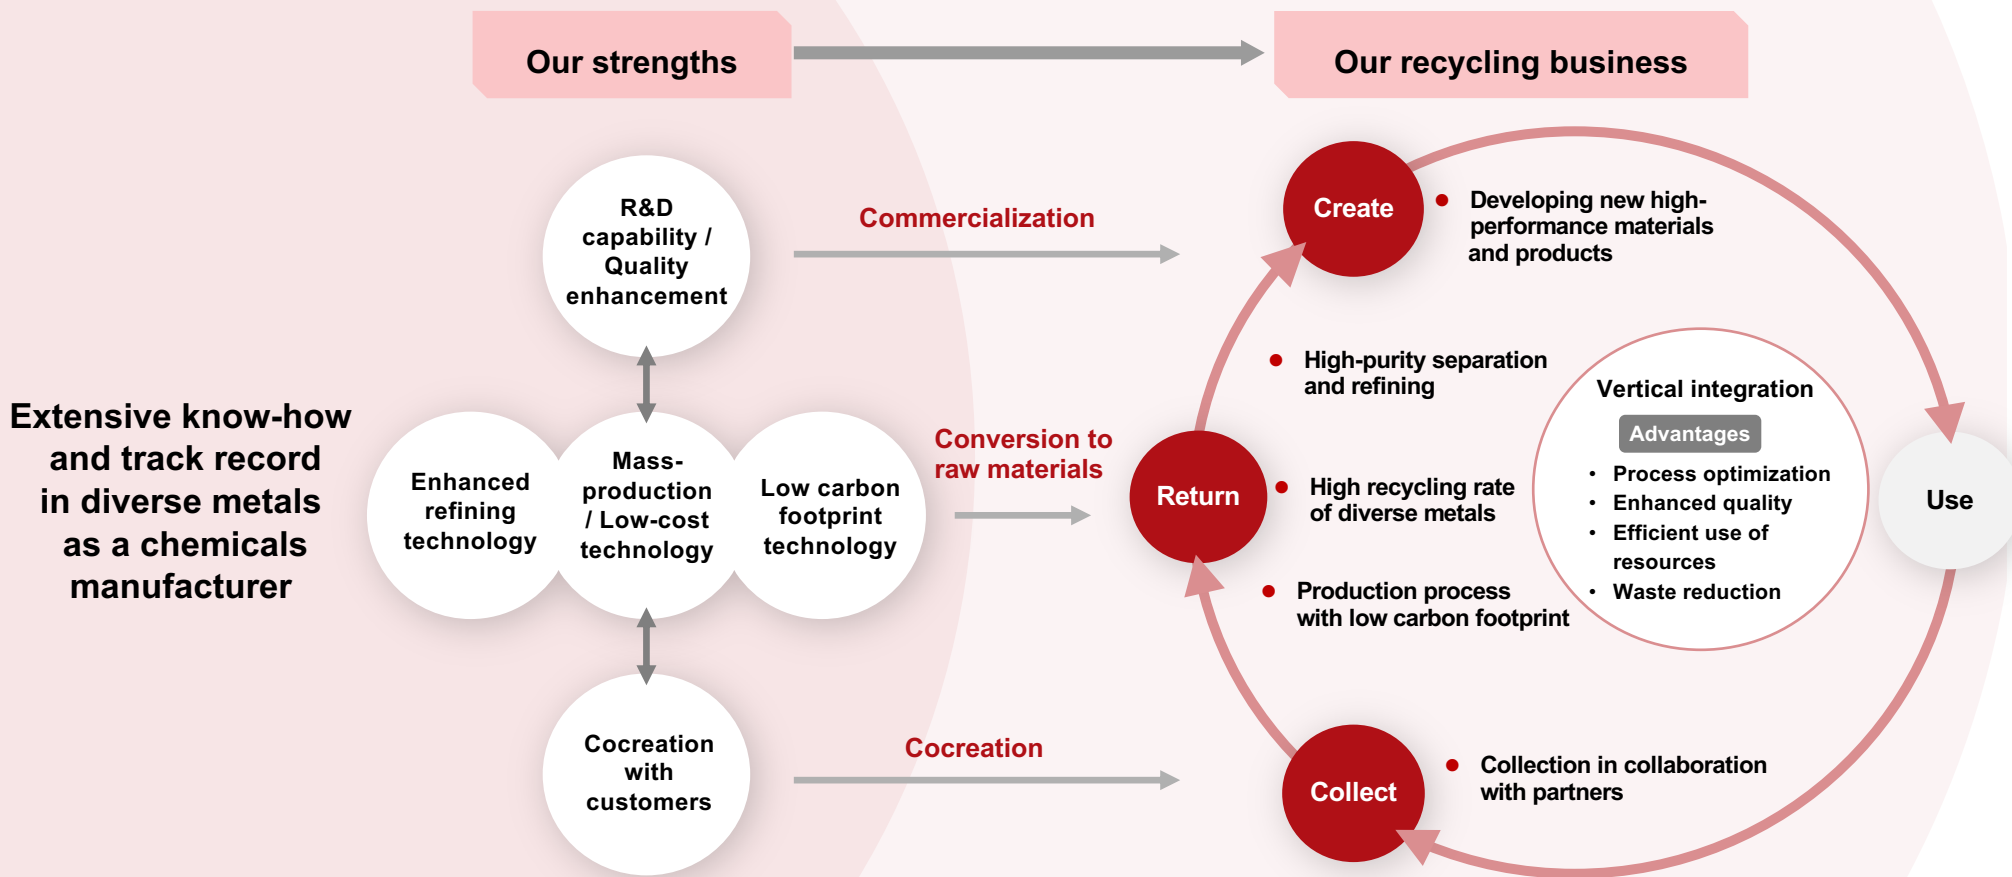 Our strengths
Our recycling business
Extensive know-how
and track record
in diverse metals
as a chemicals
manufacturer
R&D
capability /
Quality
enhancement
Enhanced
refining
technology
Mass-
production
/ Low-cost
technology
Low carbon
footprint
technology
Cocreation
with
customers
Commercialization
Conversion to
raw materials
Cocreation
Create
• Developing new high-
performance materials
and products
• High-purity separation
and refining
Return
• High recycling rate
of diverse metals
• Production process
with low carbon footprint
Vertical integration
Advantages
• Process optimization
• Enhanced quality
• Efficient use of
resources
• Waste reduction
Use
Collect
• Collection in collaboration
with partners